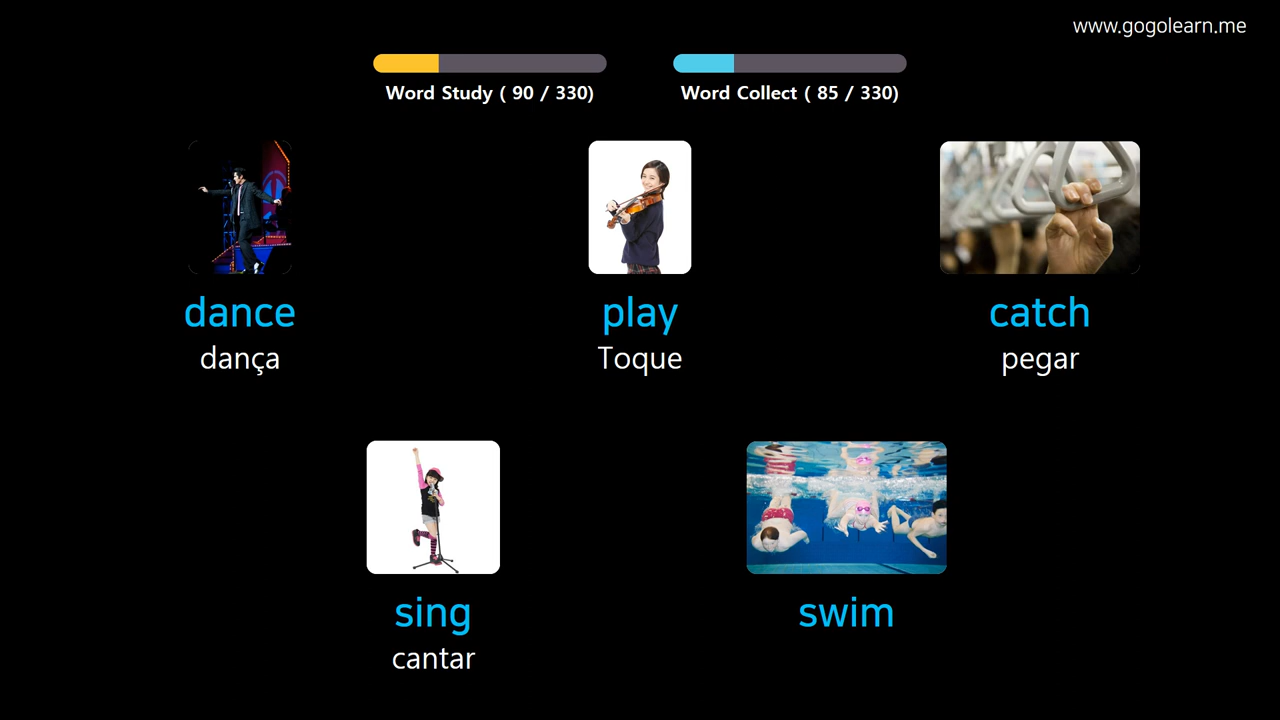 www.gogolearn.me
Word Study ( 90 / 330)
Word Collect ( 85 / 330)
dance
dança
play
Toque
catch
pegar
sing
cantar
swim